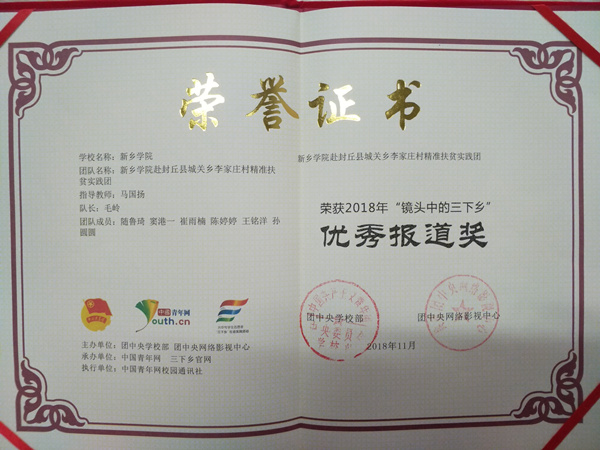 荣誉证书
学校名称：新乡学院
团队名称：新乡学院赴封丘县城关乡李家庄村精准扶
贫实践团
指导教师：马国扬
队长：毛岭
团队成员：随鲁琦 窦港一 崔雨楠 陈婷婷 王铭洋 孙
圆圆
中国青年网
Youth.cn
主办单位：团中央学校部 团中央网络影视中心
承办单位：中国青年网 三下乡官网
执行单位：中国青年网校园通讯社
新乡学院赴封丘县城关乡李家庄村精准扶贫实践团
荣获2018年“镜头中的三下乡”
优秀报道奖
团中央学校部
团中央网络影视中心
2018年11月